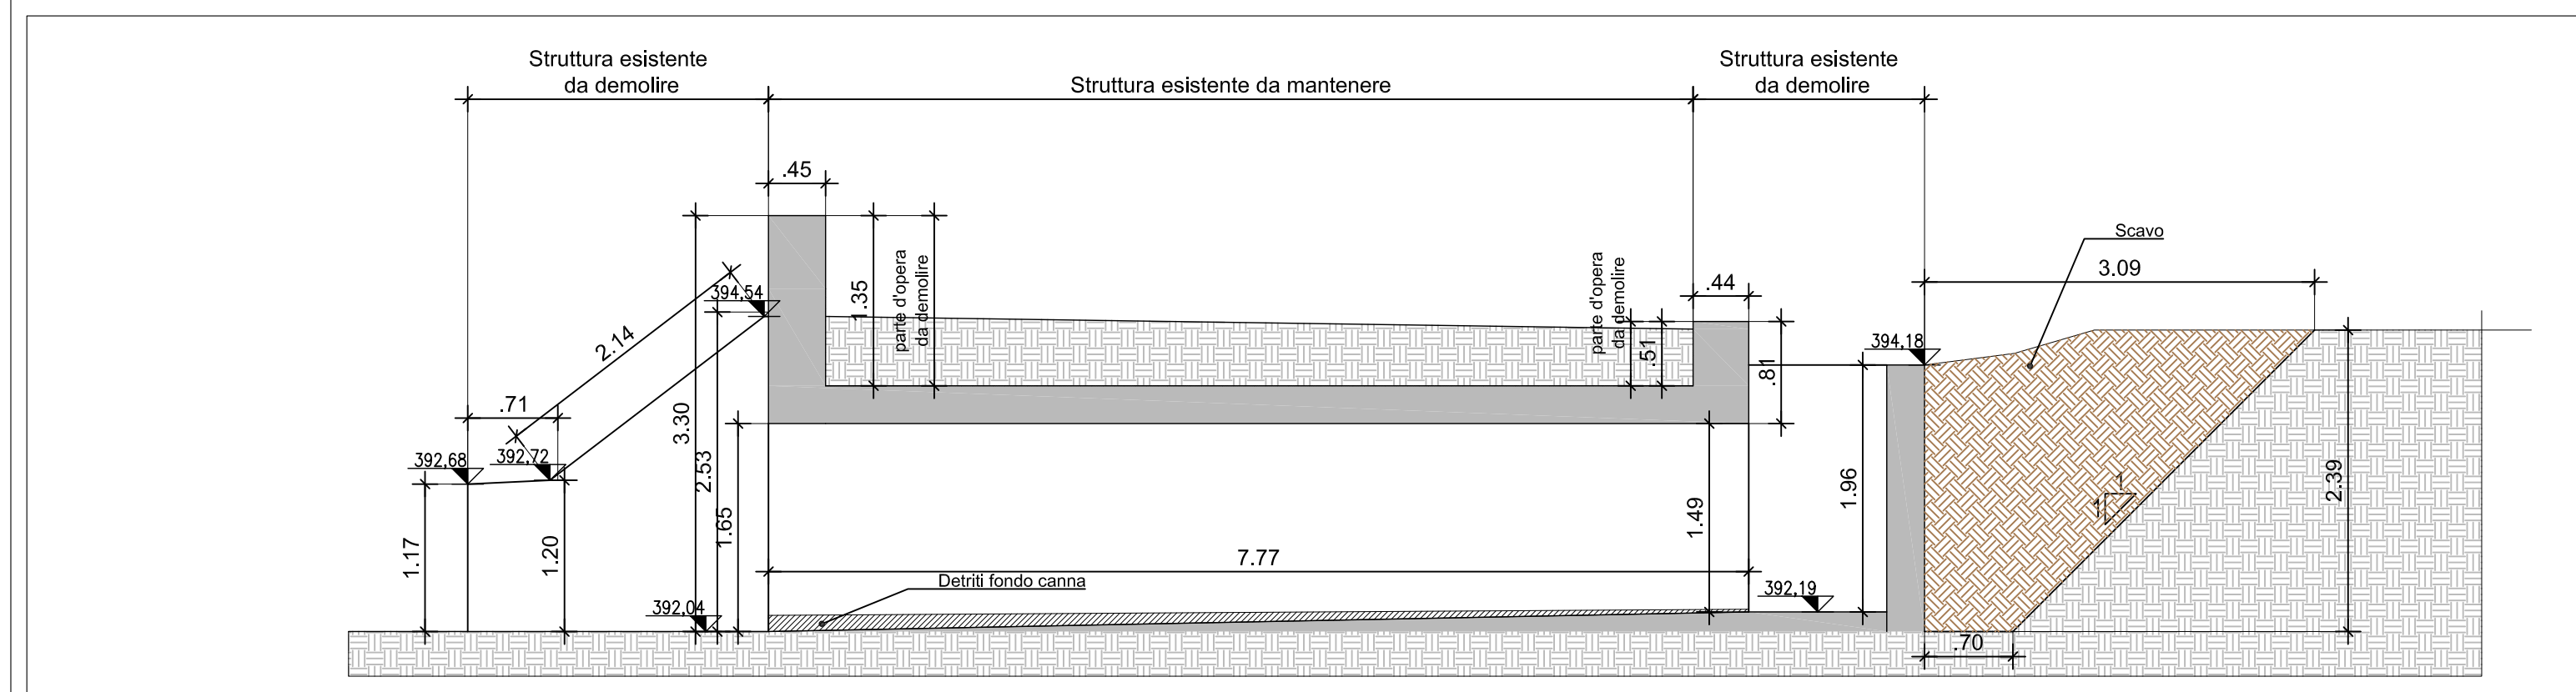 Struttura esistente
da demolire
Struttura esistente da mantenere
Struttura esistente
da demolire
.45
Scavo
3.09
.44
394,54
1.35
parte d'opera
da demolire
parte d'opera
da demolire
.51
.81
394,18
2.14
.71
3.30
2.53
1.65
392,68
392,72
1.17
1.20
1.49
1.96
1
1
2.39
7.77
Detriti fondo canna
392,04
392,19
.70